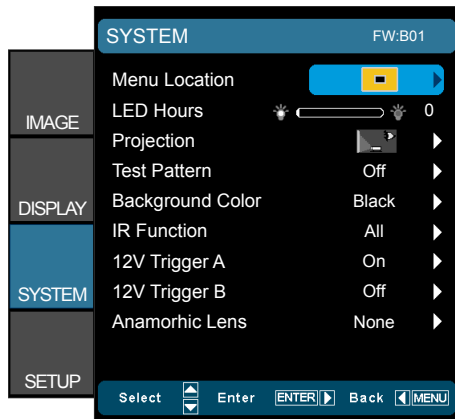 SYSTEM FW:B01
Menu Location
LED Hours 0
Projection
Test Pattern Off
Background Color Black
IR Function All
12V Trigger A On
12V Trigger B Off
Anamorhic Lens None
IMAGE
DISPLAY
SYSTEM
SETUP
Select Enter ENTER Back MENU